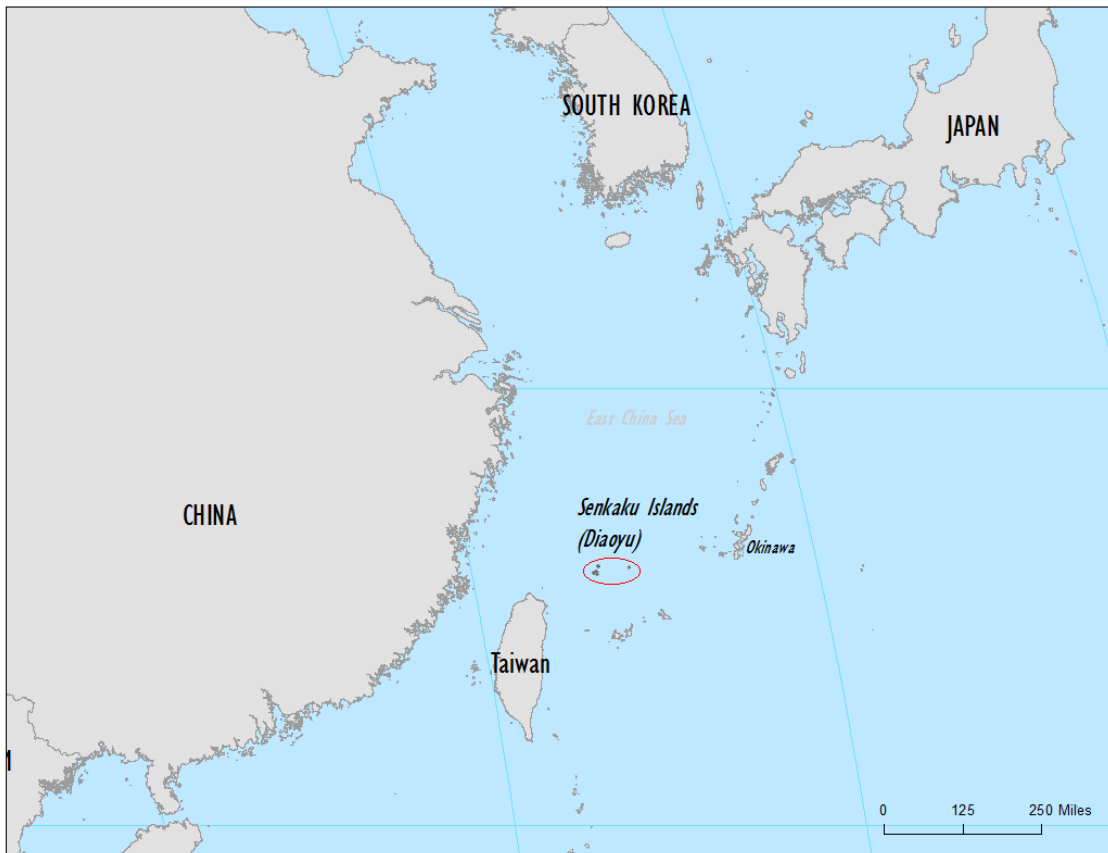 SOUTH KOREA
JAPAN
East China Sea
CHINA
Senkaku Islands
(Diaoyu)
Okinawa
Taiwan
M
0 125 250 Miles